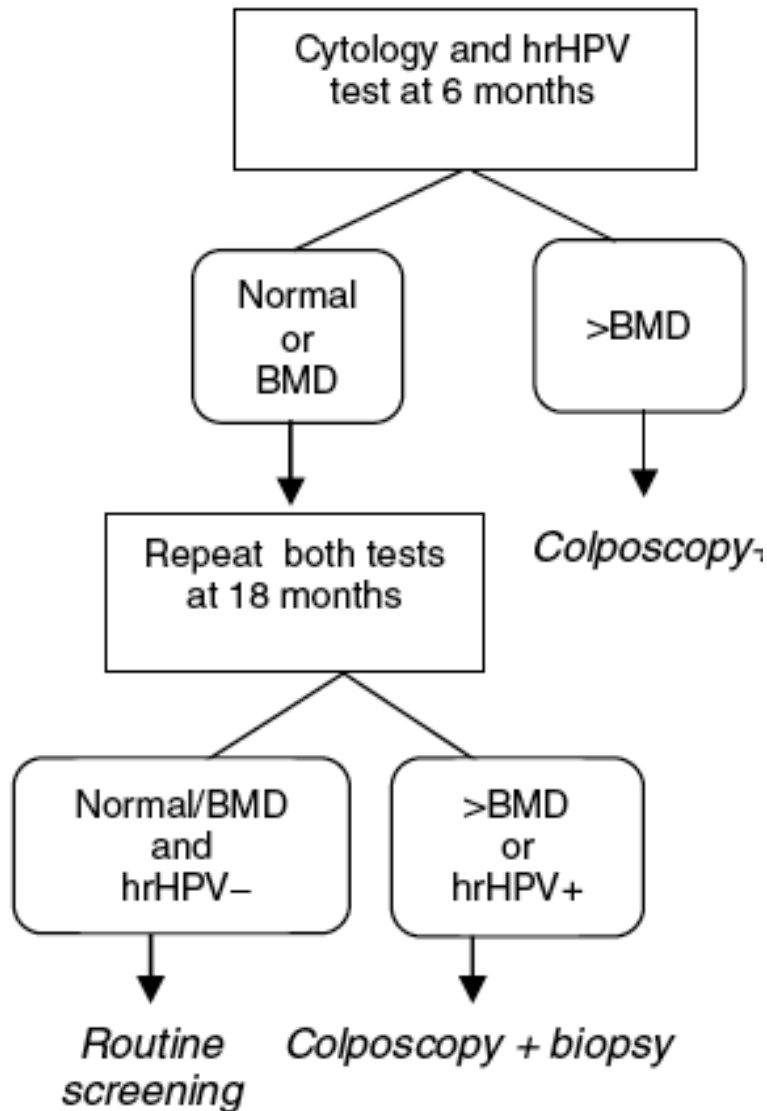 Cytology and hrHPV
test at 6 months
Normal
or
BMD
>BMD
Repeat both tests
at 18 months
Colposcopy+
Normal/BMD
and
hrHPV–
>BMD
or
hrHPV+
Routine
screening
Colposcopy + biopsy